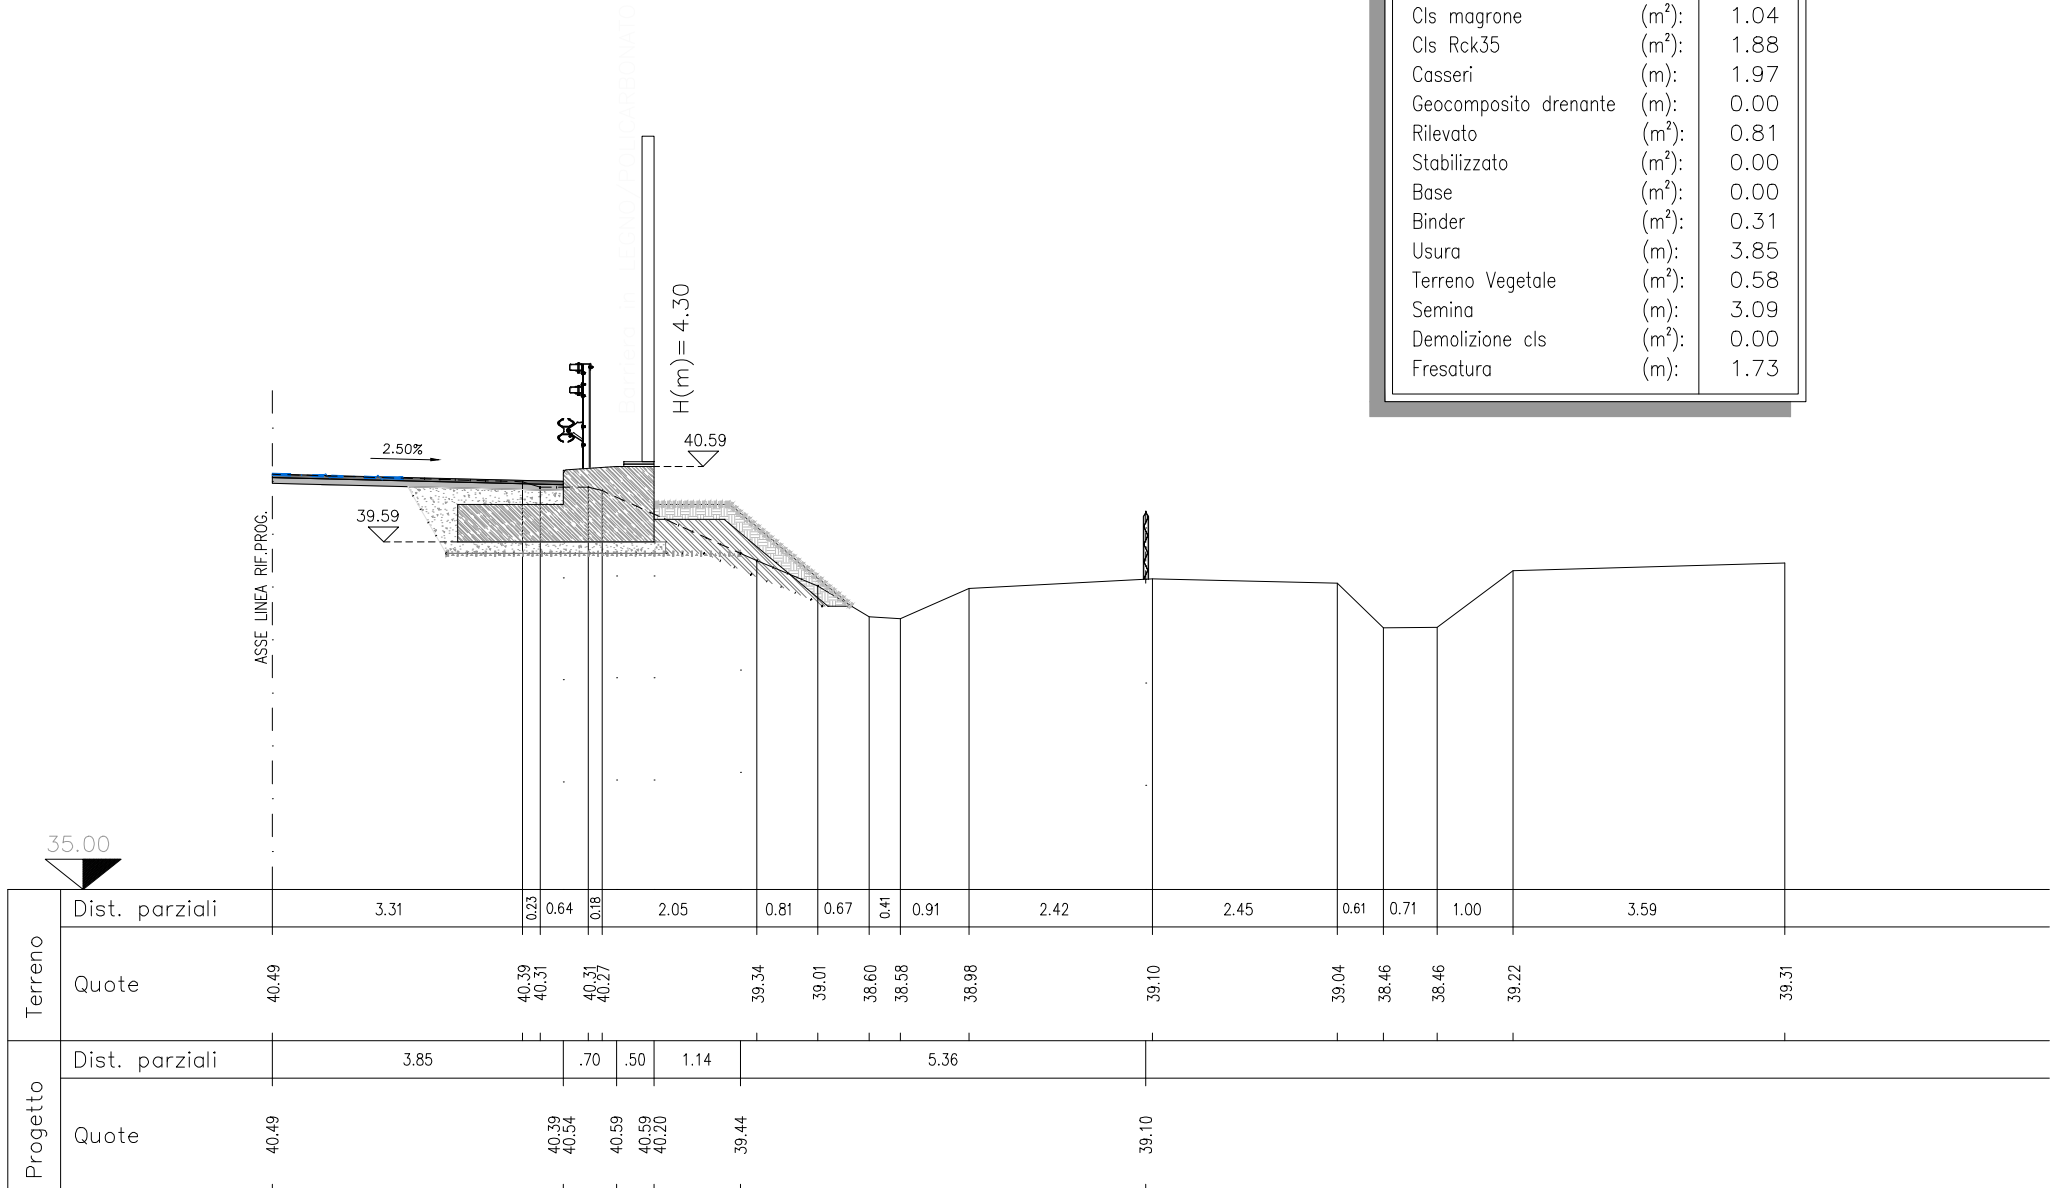 Cls magrone (m²): 1.04
Cls Rck35 (m²): 1.88
Casseri (m): 1.97
Geocomposito drenante (m): 0.00
Rilevato (m²): 0.81
Stabilizzato (m²): 0.00
Base (m²): 0.00
Binder (m²): 0.31
Usura (m): 3.85
Terreno Vegetale (m²): 0.58
Semina (m): 3.09
Demolizione cls (m²): 0.00
Fresatura (m): 1.73
H(m)= 4.30
40.59
2.50%
39.59
ASSE LINEA RIF.PROG.
35.00
Terreno
Dist. parziali 3.31 0.23 0.64 0.18 2.05 0.81 0.67 0.41 0.91 2.42 2.45 0.61 0.71 1.00 3.59
Quote 40.49 40.39 40.31 40.31 40.27 39.34 39.01 38.60 38.58 38.98 39.10 39.04 38.46 38.46 39.22 39.31
Progetto
Dist. parziali 3.85 .70 .50 1.14 5.36
Quote 40.49 40.39 40.54 40.59 40.59 40.20 39.44 39.10